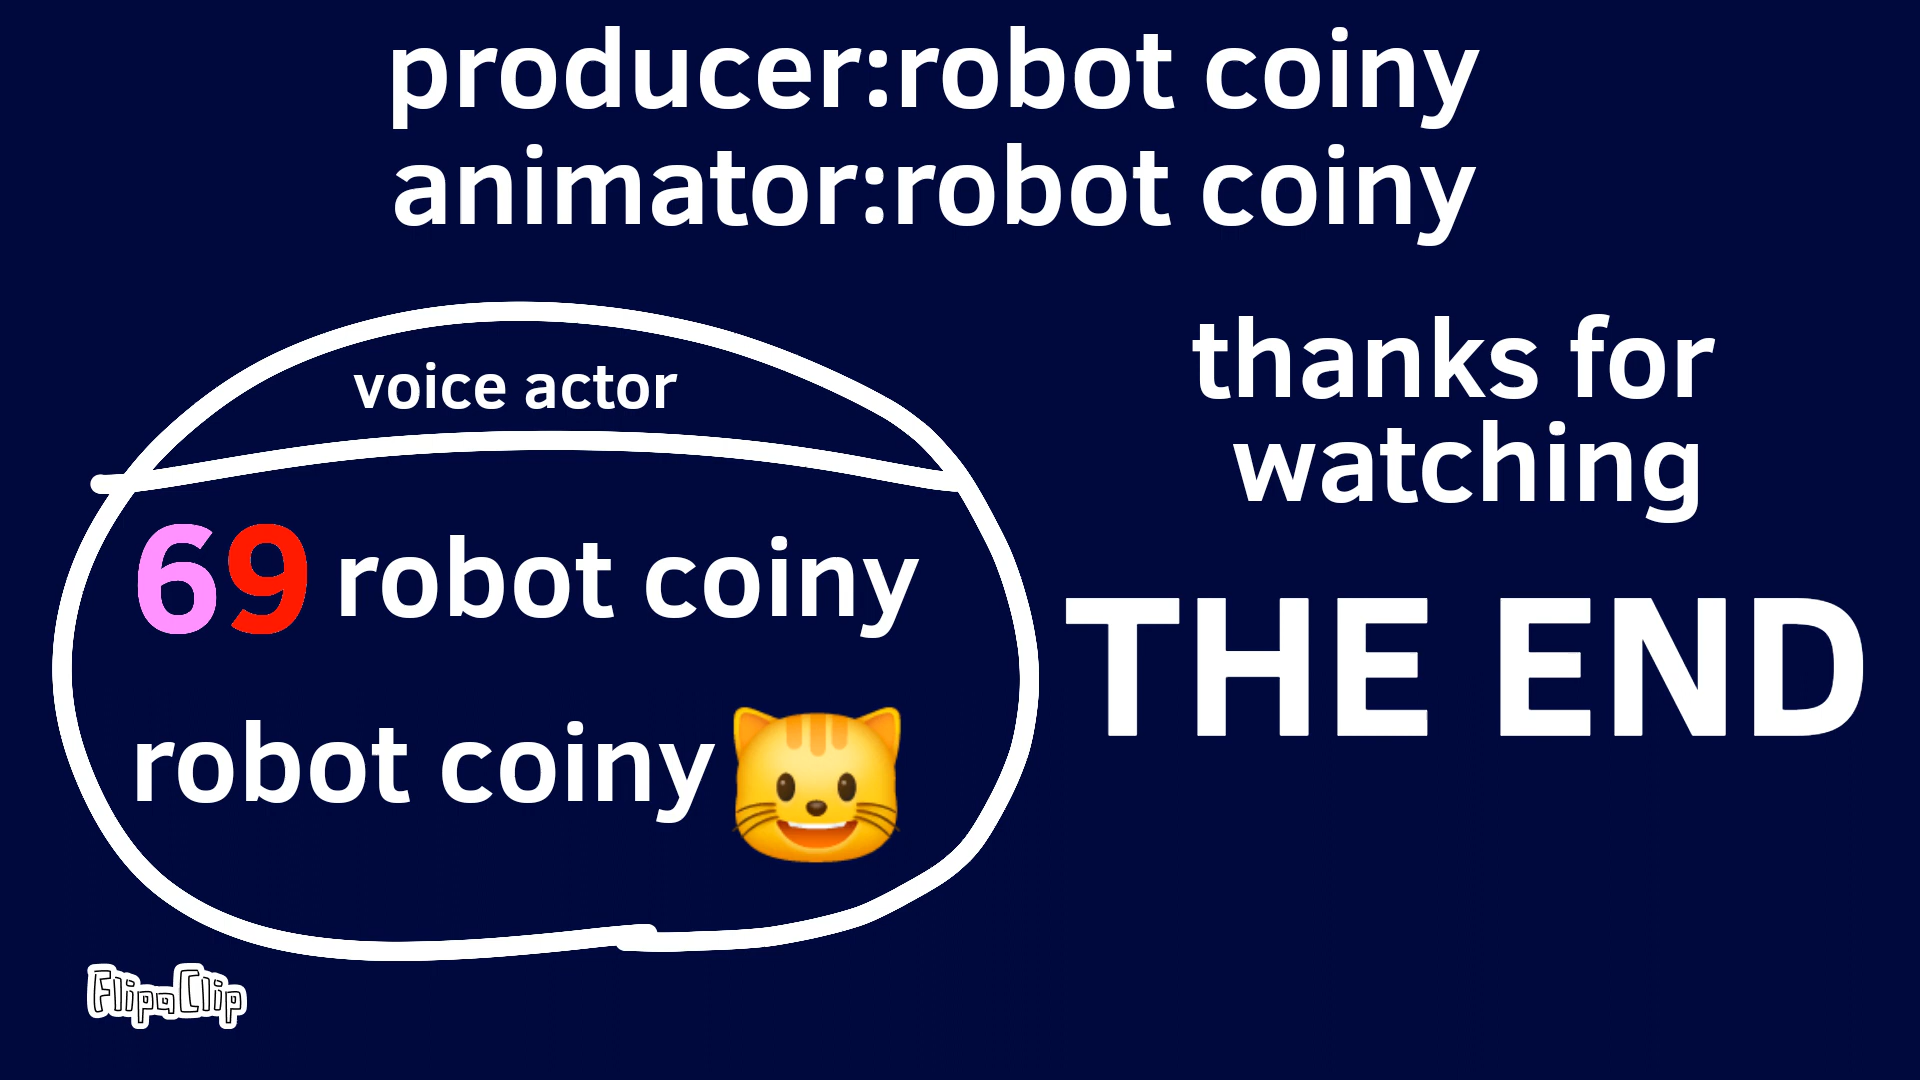 producer:robot coiny
animator:robot coiny
voice actor
69 robot coiny
robot coiny
thanks for
watching
THE END
FlipaClip